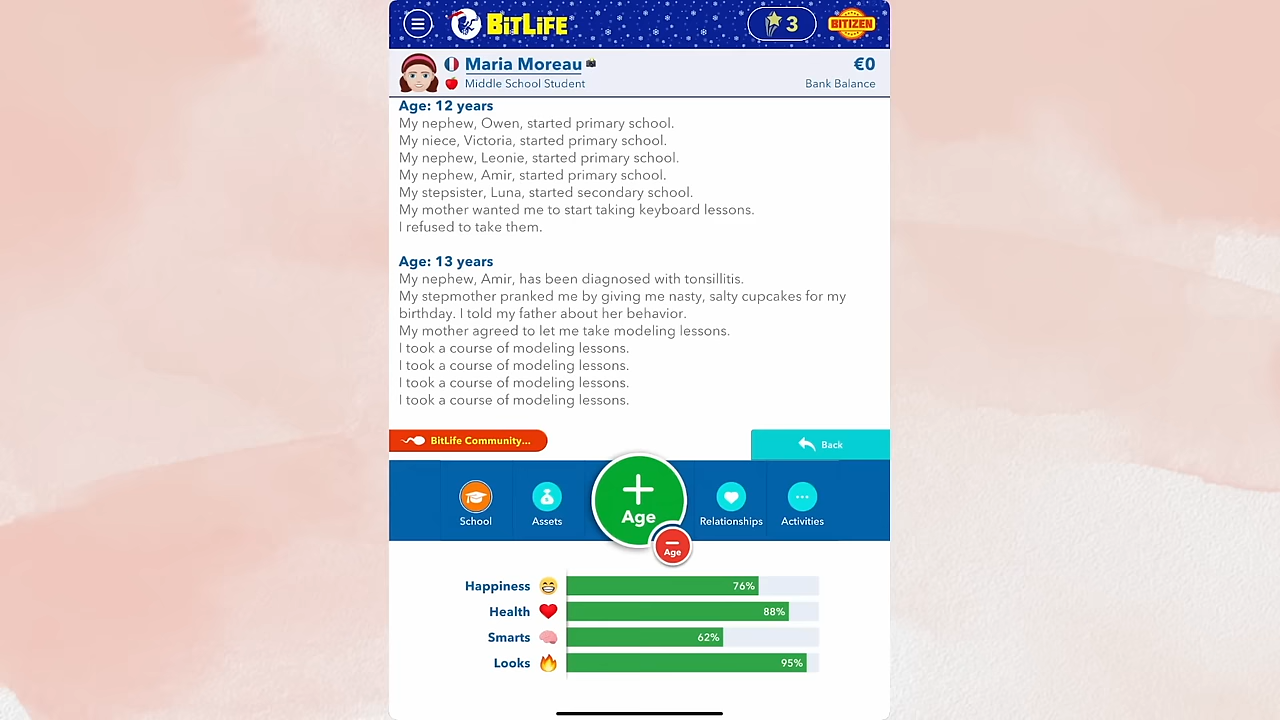 BITLIFE
3
BITIZEN
Maria Moreau
€0
Middle School Student
Bank Balance
Age: 12 years
My nephew, Owen, started primary school.
My niece, Victoria, started primary school.
My nephew, Leonie, started primary school.
My nephew, Amir, started primary school.
My stepsister, Luna, started secondary school.
My mother wanted me to start taking keyboard lessons.
I refused to take them.
Age: 13 years
My nephew, Amir, has been diagnosed with tonsillitis.
My stepmother pranked me by giving me nasty, salty cupcakes for my
birthday. I told my father about her behavior.
My mother agreed to let me take modeling lessons.
I took a course of modeling lessons.
I took a course of modeling lessons.
I took a course of modeling lessons.
I took a course of modeling lessons.
BitLife Community...
Back
School
Assets
Age
Relationships
Activities
Age
Happiness 76%
Health 88%
Smarts 62%
Looks 95%